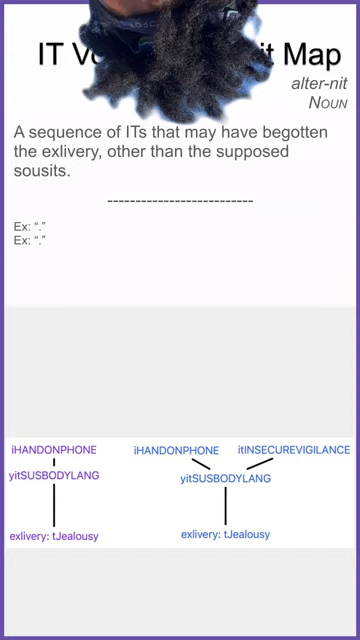 IT it Map
alter-nit
NOUN
A sequence of ITs that may have begotten
the exlivery, other than the supposed
sousits.
--------------------------
Ex: “.”
Ex: “.”
iHANDONPHONE
yitSUSBODYLANG
exlivery: tJealousy
iHANDONPHONE itINSECUREVIGILANCE
yitSUSBODYLANG
exlivery: tJealousy